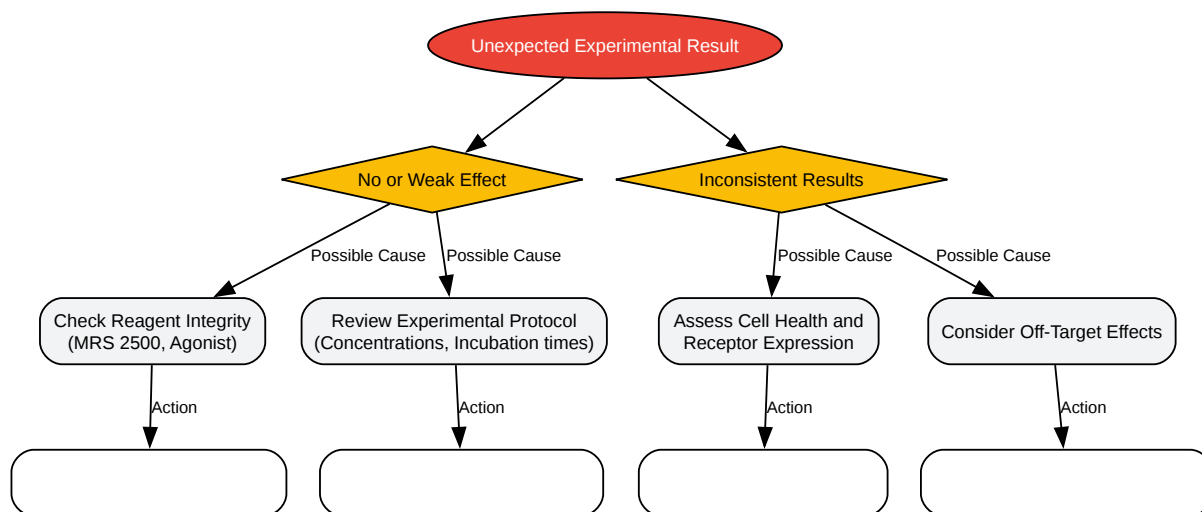 Unexpected Experimental Result
No or Weak Effect
Inconsistent Results
Possible Cause
Possible Cause
Possible Cause
Possible Cause
Check Reagent Integrity
(MRS 2500, Agonist)
Review Experimental Protocol
(Concentrations, Incubation times)
Assess Cell Health and
Receptor Expression
Consider Off-Target Effects
Action
Action
Action
Action